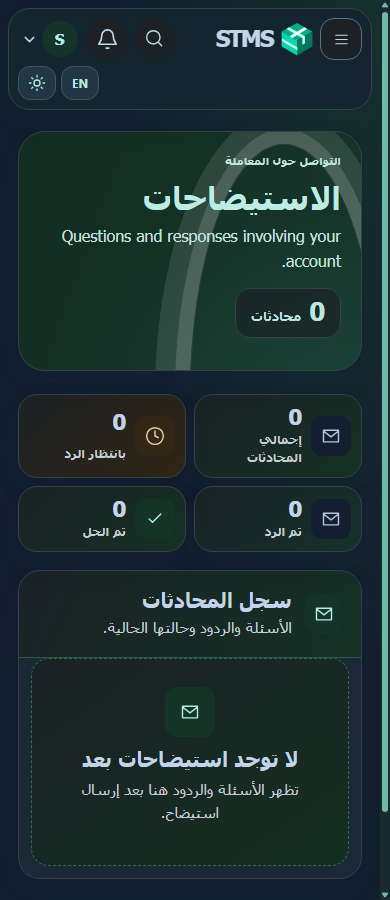 STMS
S
EN
التواصل حول المعاملة
الاستيضاحات
Questions and responses involving your
account.
0 محادثات
0
إجمالي
المحادثات
0
بانتظار الرد
0
تم الرد
0
تم الحل
سجل المحادثات
الأسئلة والردود وحالتها الحالية.
لا توجد استيضاحات بعد
تظهر الأسئلة والردود هنا بعد إرسال
استيضاح.